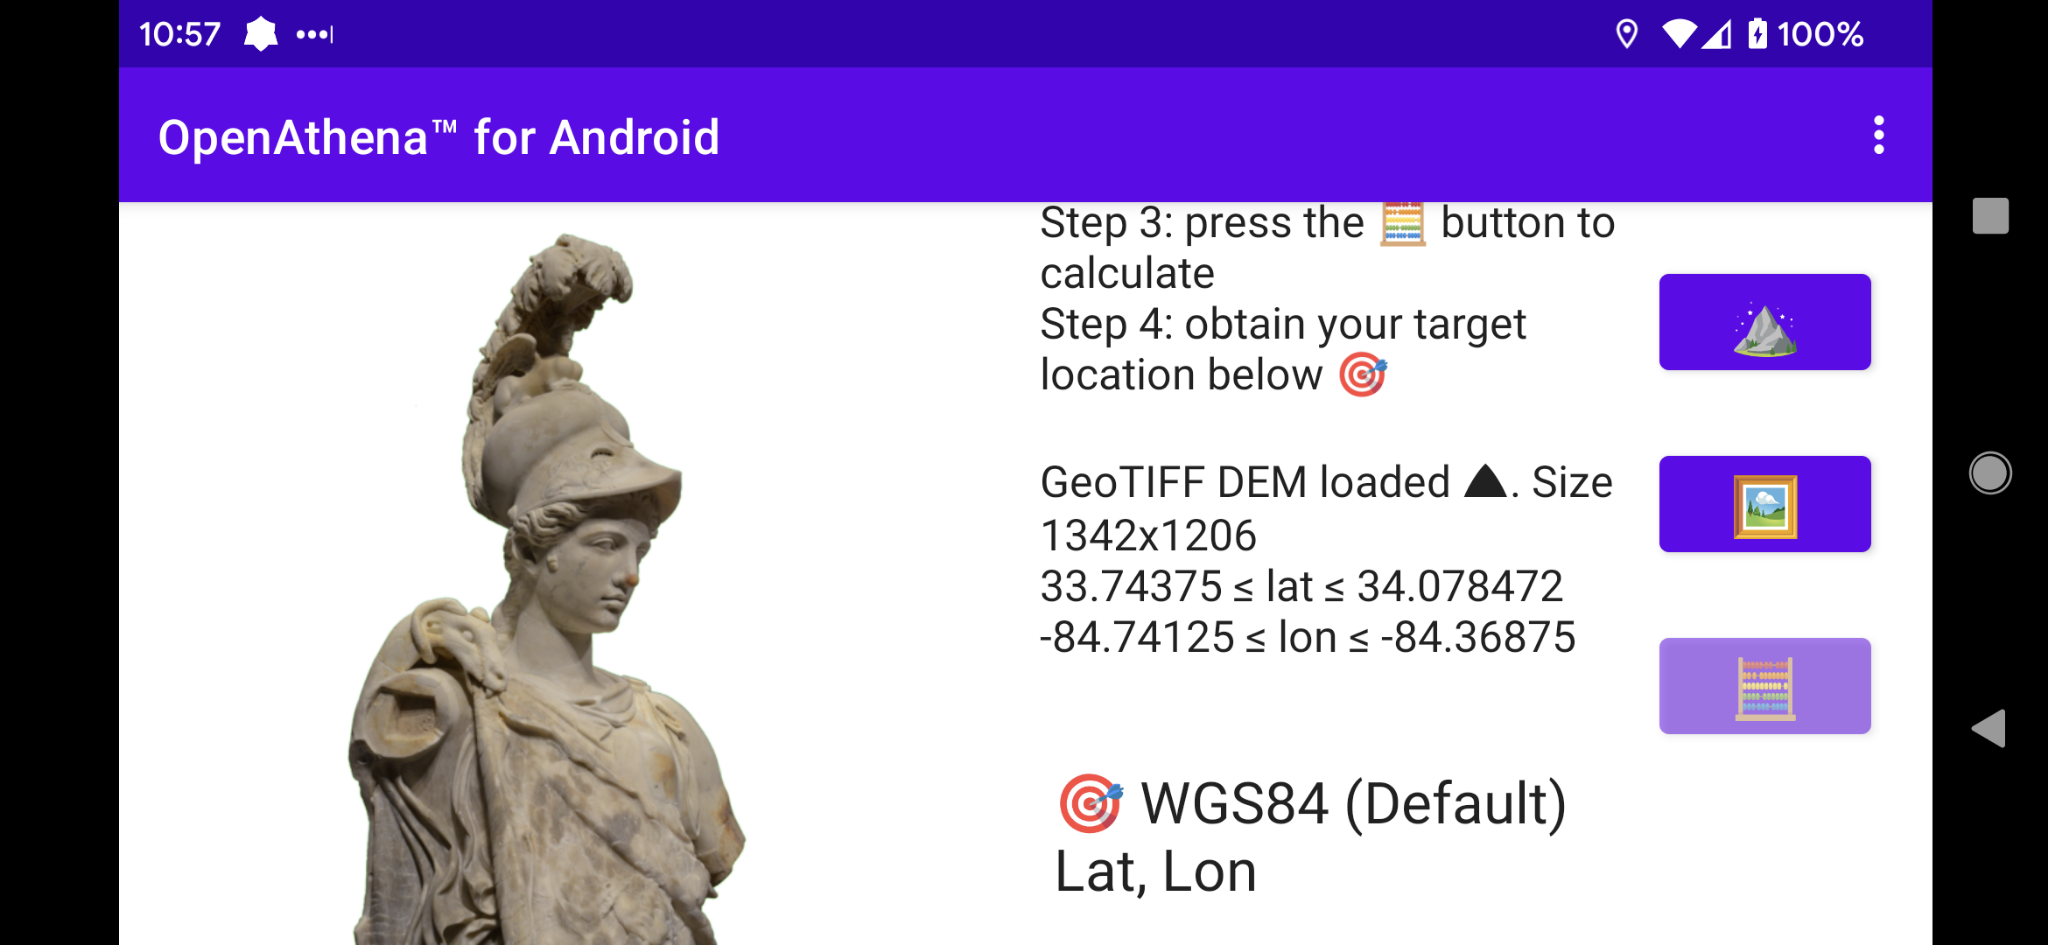 10:57
100%
OpenAthena™ for Android
Step 3: press the 🧮 button to
calculate
Step 4: obtain your target
location below 🎯
GeoTIFF DEM loaded ▲. Size
1342x1206
33.74375 ≤ lat ≤ 34.078472
-84.74125 ≤ lon ≤ -84.36875
🎯 WGS84 (Default)
Lat, Lon